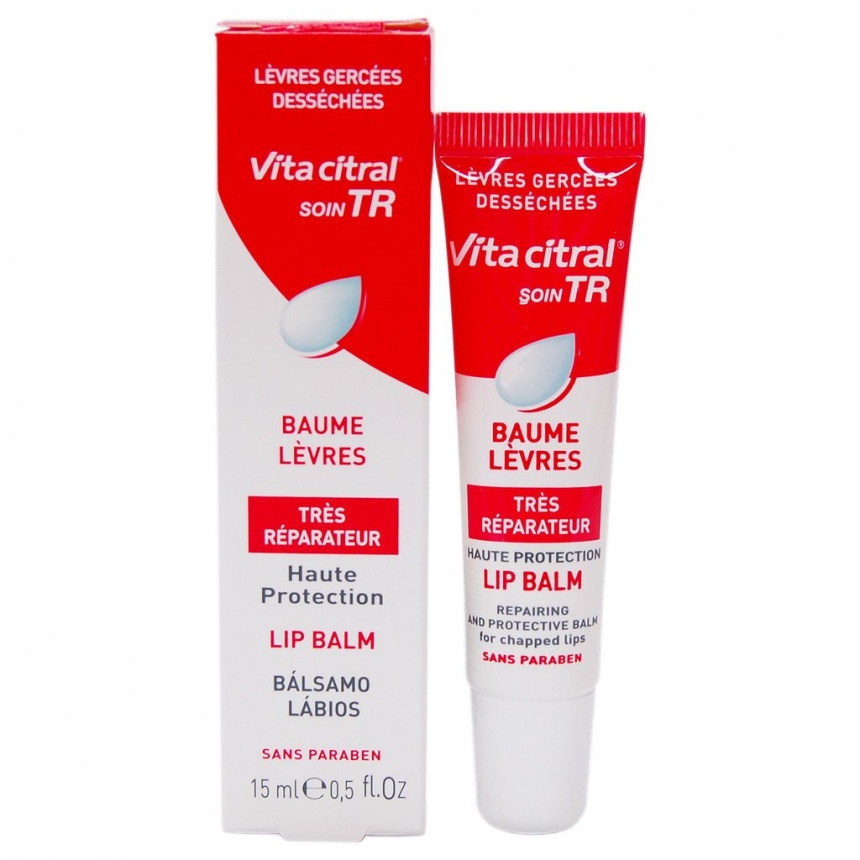 LÈVRES GERCÉES
DESSÉCHÉES
Vita citral®
SOIN TR
BAUME
LÈVRES
TRÈS
RÉPARATEUR
Haute
Protection
LIP BALM
BÁLSAMO
LÁBIOS
SANS PARABEN
15 ml e 0,5 fl.Oz
LÈVRES GERCÉES
DESSÉCHÉES
Vita citral®
SOIN TR
BAUME
LÈVRES
TRÈS
RÉPARATEUR
HAUTE PROTECTION
LIP BALM
REPAIRING
AND PROTECTIVE BALM
for chapped lips
SANS PARABEN